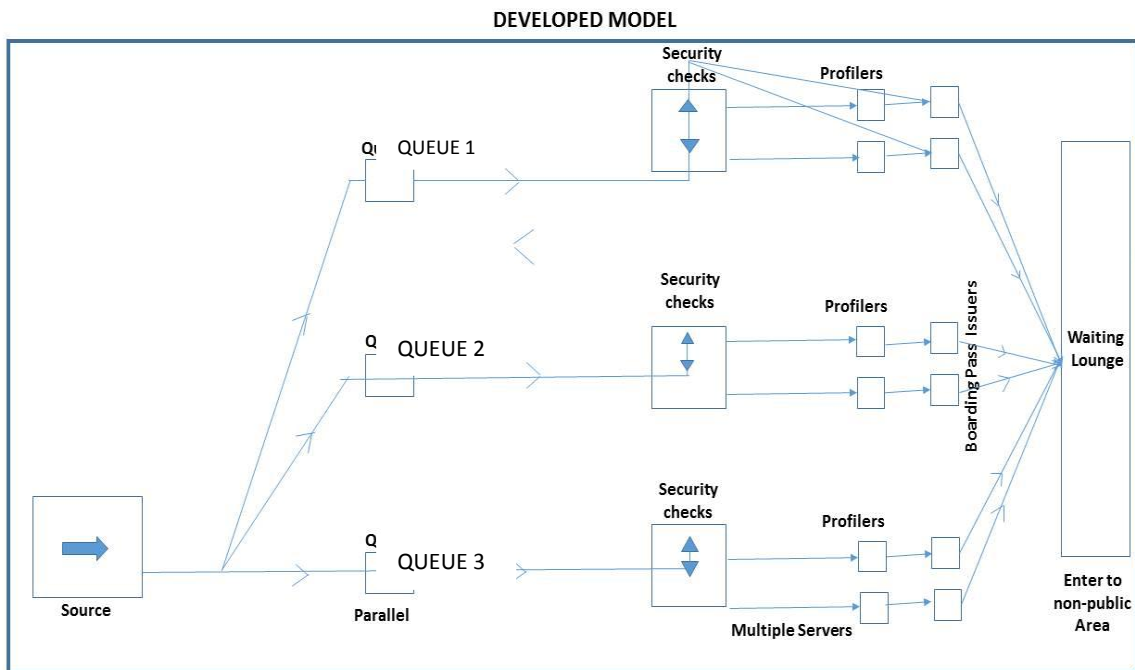 DEVELOPED MODEL
Security
checks
Profilers
QUEUE 1
Security
checks
Profilers
Q
QUEUE 2
Boarding Pass Issuers
Waiting
Lounge
Security
checks
Profilers
Q
QUEUE 3
Source
Parallel
Multiple Servers
Enter to
non-public
Area